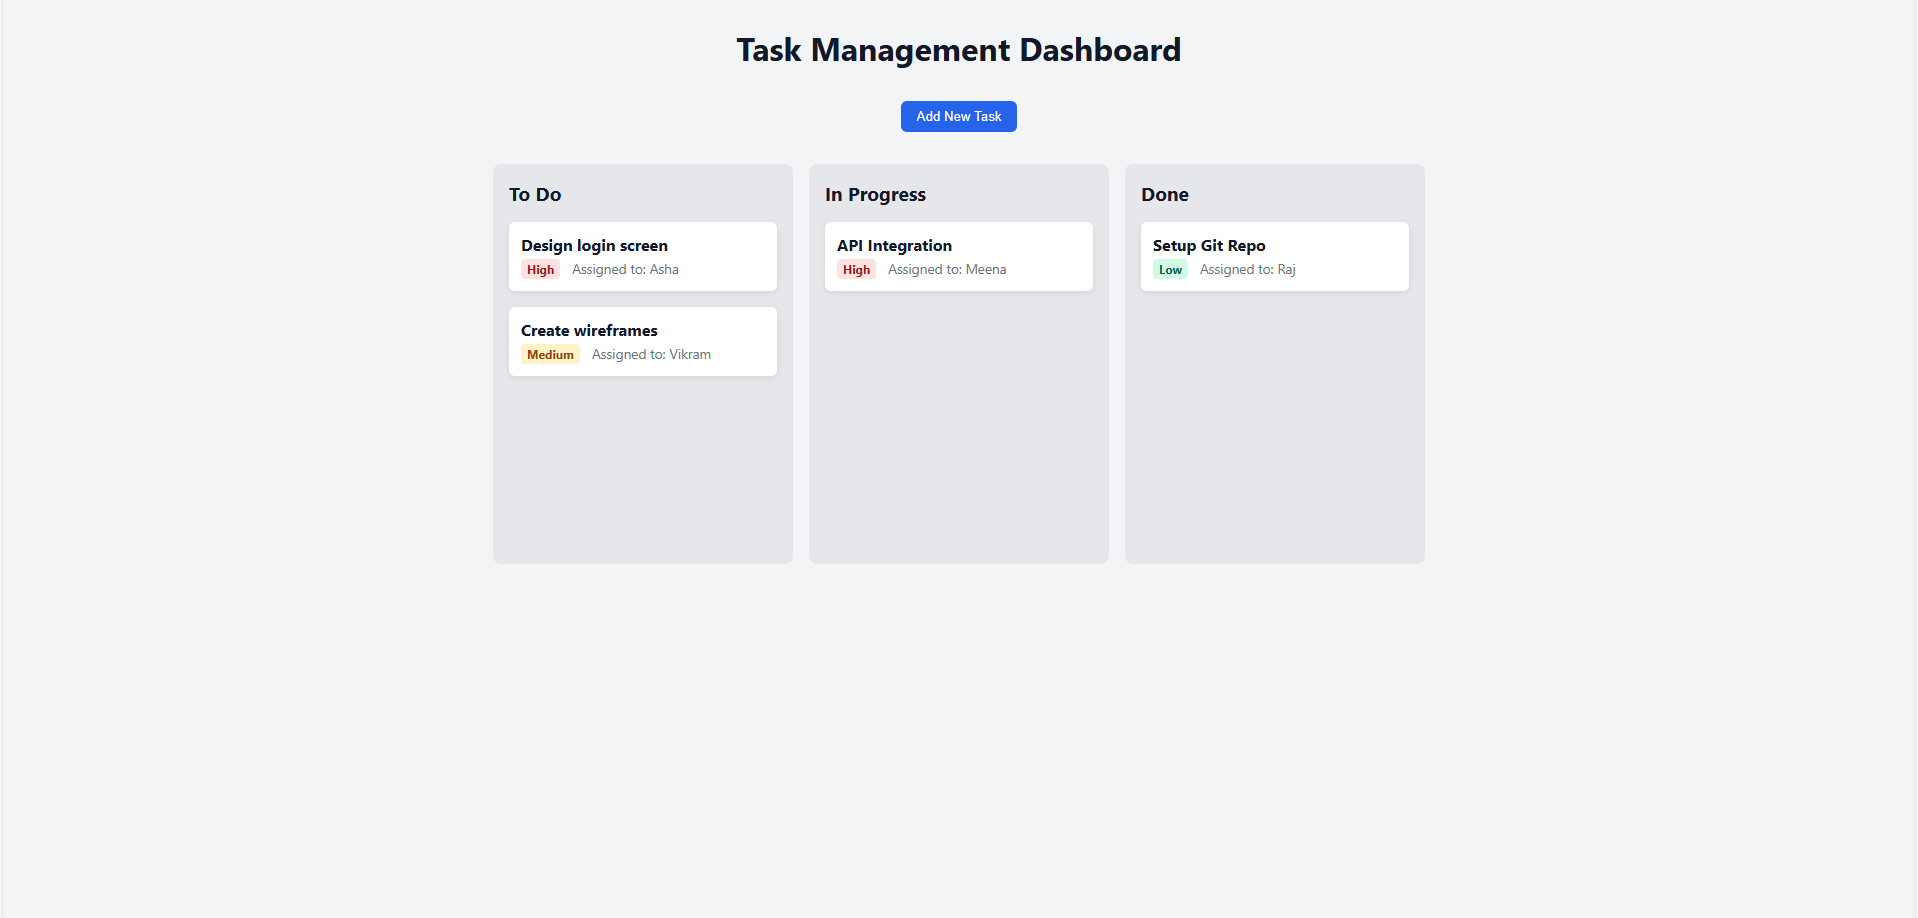 Task Management Dashboard
Add New Task
To Do
Design login screen
High Assigned to: Asha
Create wireframes
Medium Assigned to: Vikram
In Progress
API Integration
High Assigned to: Meena
Done
Setup Git Repo
Low Assigned to: Raj